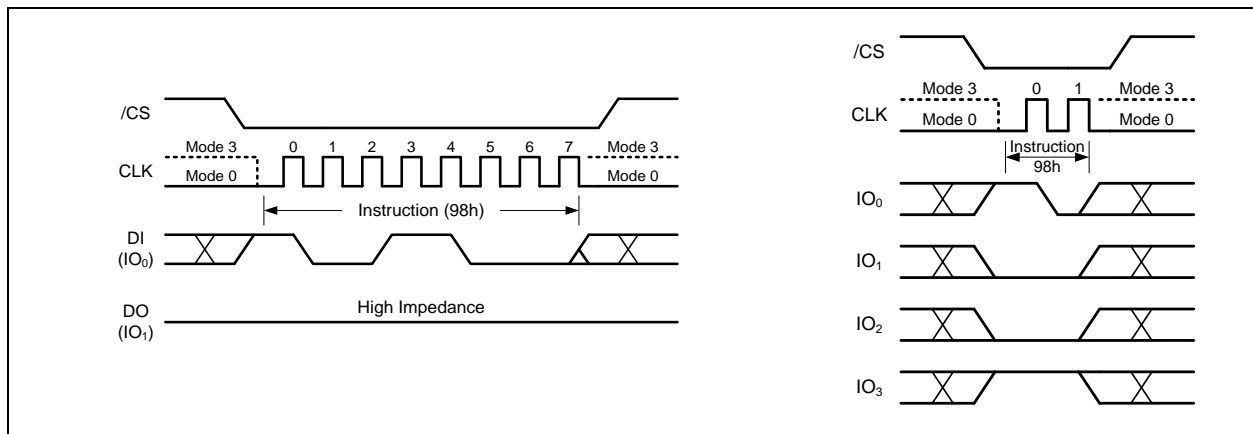 /CS
Mode 3
0 1 2 3 4 5 6 7
Mode 3
CLK
Mode 0
Mode 0
Instruction (98h)
DI
(IO₀)
DO
(IO₁)
High Impedance
/CS
Mode 3
0 1
Mode 3
CLK
Mode 0
Mode 0
Instruction
98h
IO₀
IO₁
IO₂
IO₃